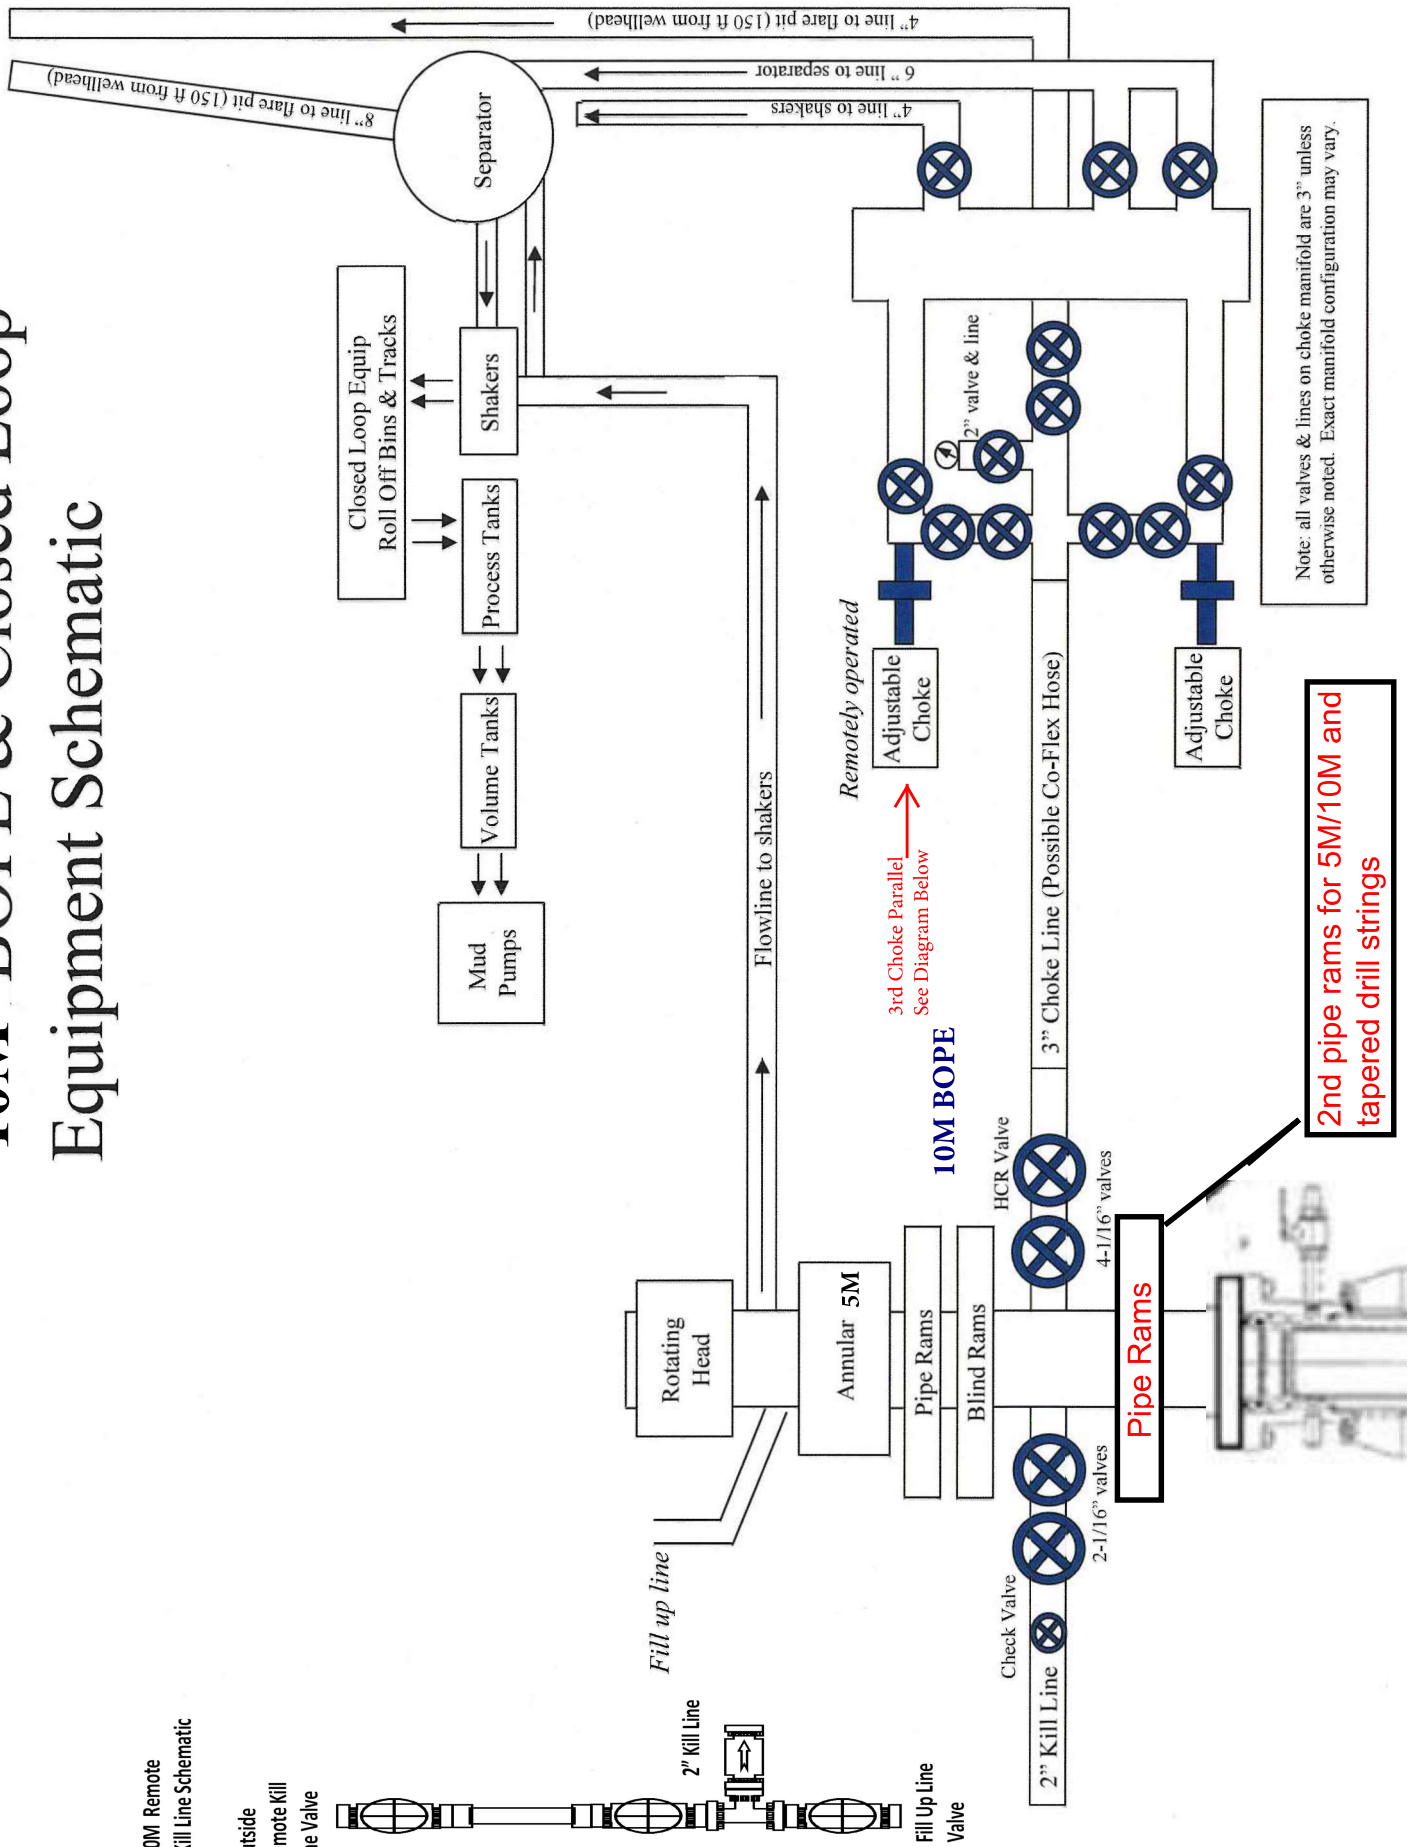 10M BOPE & Closed Loop
Equipment Schematic
4” line to flare pit (150 ft from wellhead)
8” line to flare pit (150 ft from wellhead)
6” line to separator
4” line to shakers
Separator
Closed Loop Equip
Roll Off Bins & Tracks
Shakers
Process Tanks
Volume Tanks
Mud
Pumps
Flowline to shakers
Rotating
Head
Fill up line
Annular 5M
Pipe Rams
Blind Rams
10M BOPE
3rd Choke Parallel
See Diagram Below
Remotely operated
Adjustable
Choke
2” valve & line
HCR Valve
4-1/16” valves
3” Choke Line (Possible Co-Flex Hose)
Adjustable
Choke
Check Valve
2-1/16” valves
2” Kill Line
Pipe Rams
2nd pipe rams for 5M/10M and
tapered drill strings
Note: all valves & lines on choke manifold are 3” unless
otherwise noted. Exact manifold configuration may vary.
Remote
Kill Line Schematic
Kill
Valve
2” Kill Line
Fill Up Line
Valve